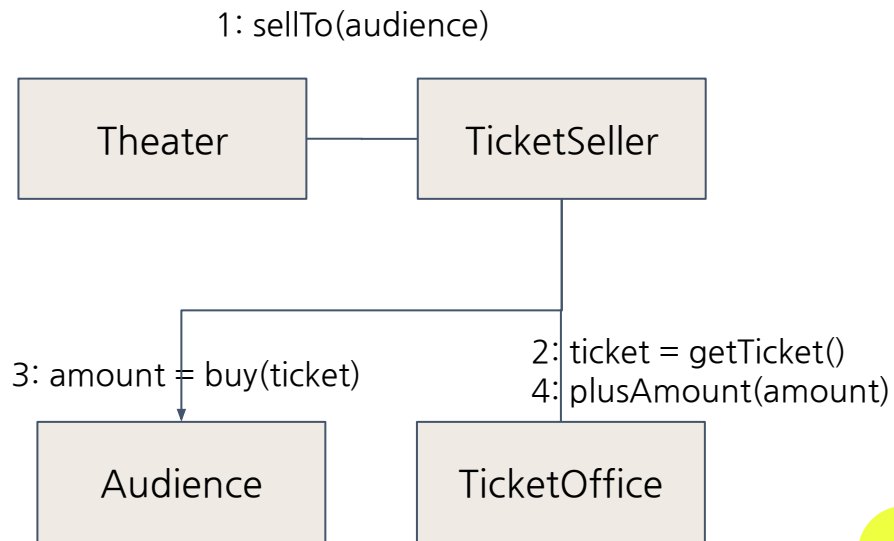 1: sellTo(audience)
Theater
TicketSeller
2: ticket = getTicket()
3: amount = buy(ticket)
4: plusAmount(amount)
Audience
TicketOffice